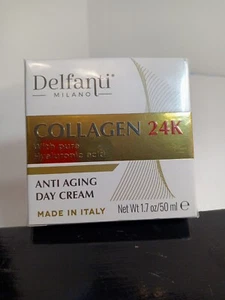 Delfanti®
MILANO
COLLAGEN 24K
With pure
Hyaluronic acid
ANTI AGING
DAY CREAM
MADE IN ITALY
Net Wt 1.7 oz/50 ml ℮